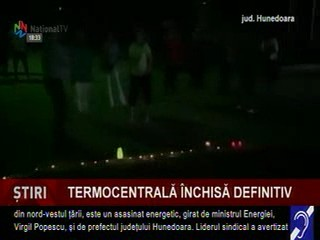 jud. Hunedoara
NationalTV
18:33
ȘTIRI
TERMOCENTRALĂ ÎNCHISĂ DEFINITIV
din nord-vestul țării, este un asasinat energetic, girat de ministrul Energiei,
Virgil Popescu, și de prefectul județului Hunedoara. Liderul sindical a avertizat